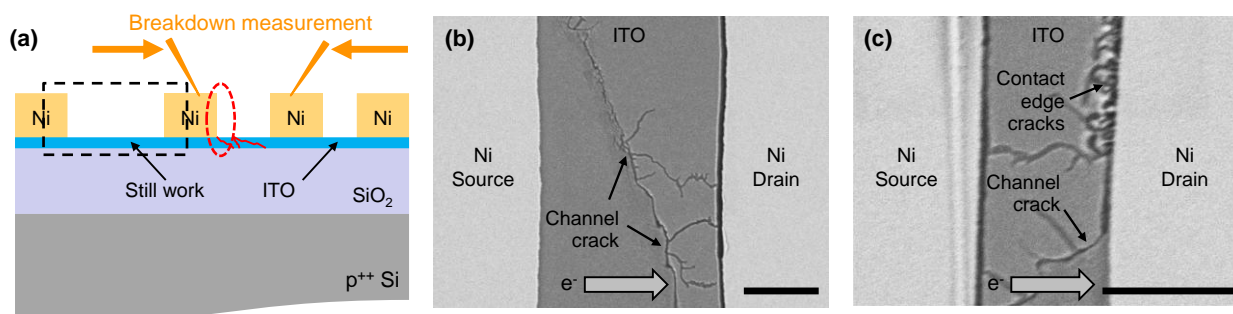 (a)
Breakdown measurement
Ni
Ni
Ni
Ni
Still work
ITO
SiO₂
p⁺⁺ Si
(b)
ITO
Ni
Source
Ni
Drain
Channel
crack
e⁻
(c)
ITO
Contact
edge
cracks
Ni
Source
Ni
Drain
Channel
crack
e⁻